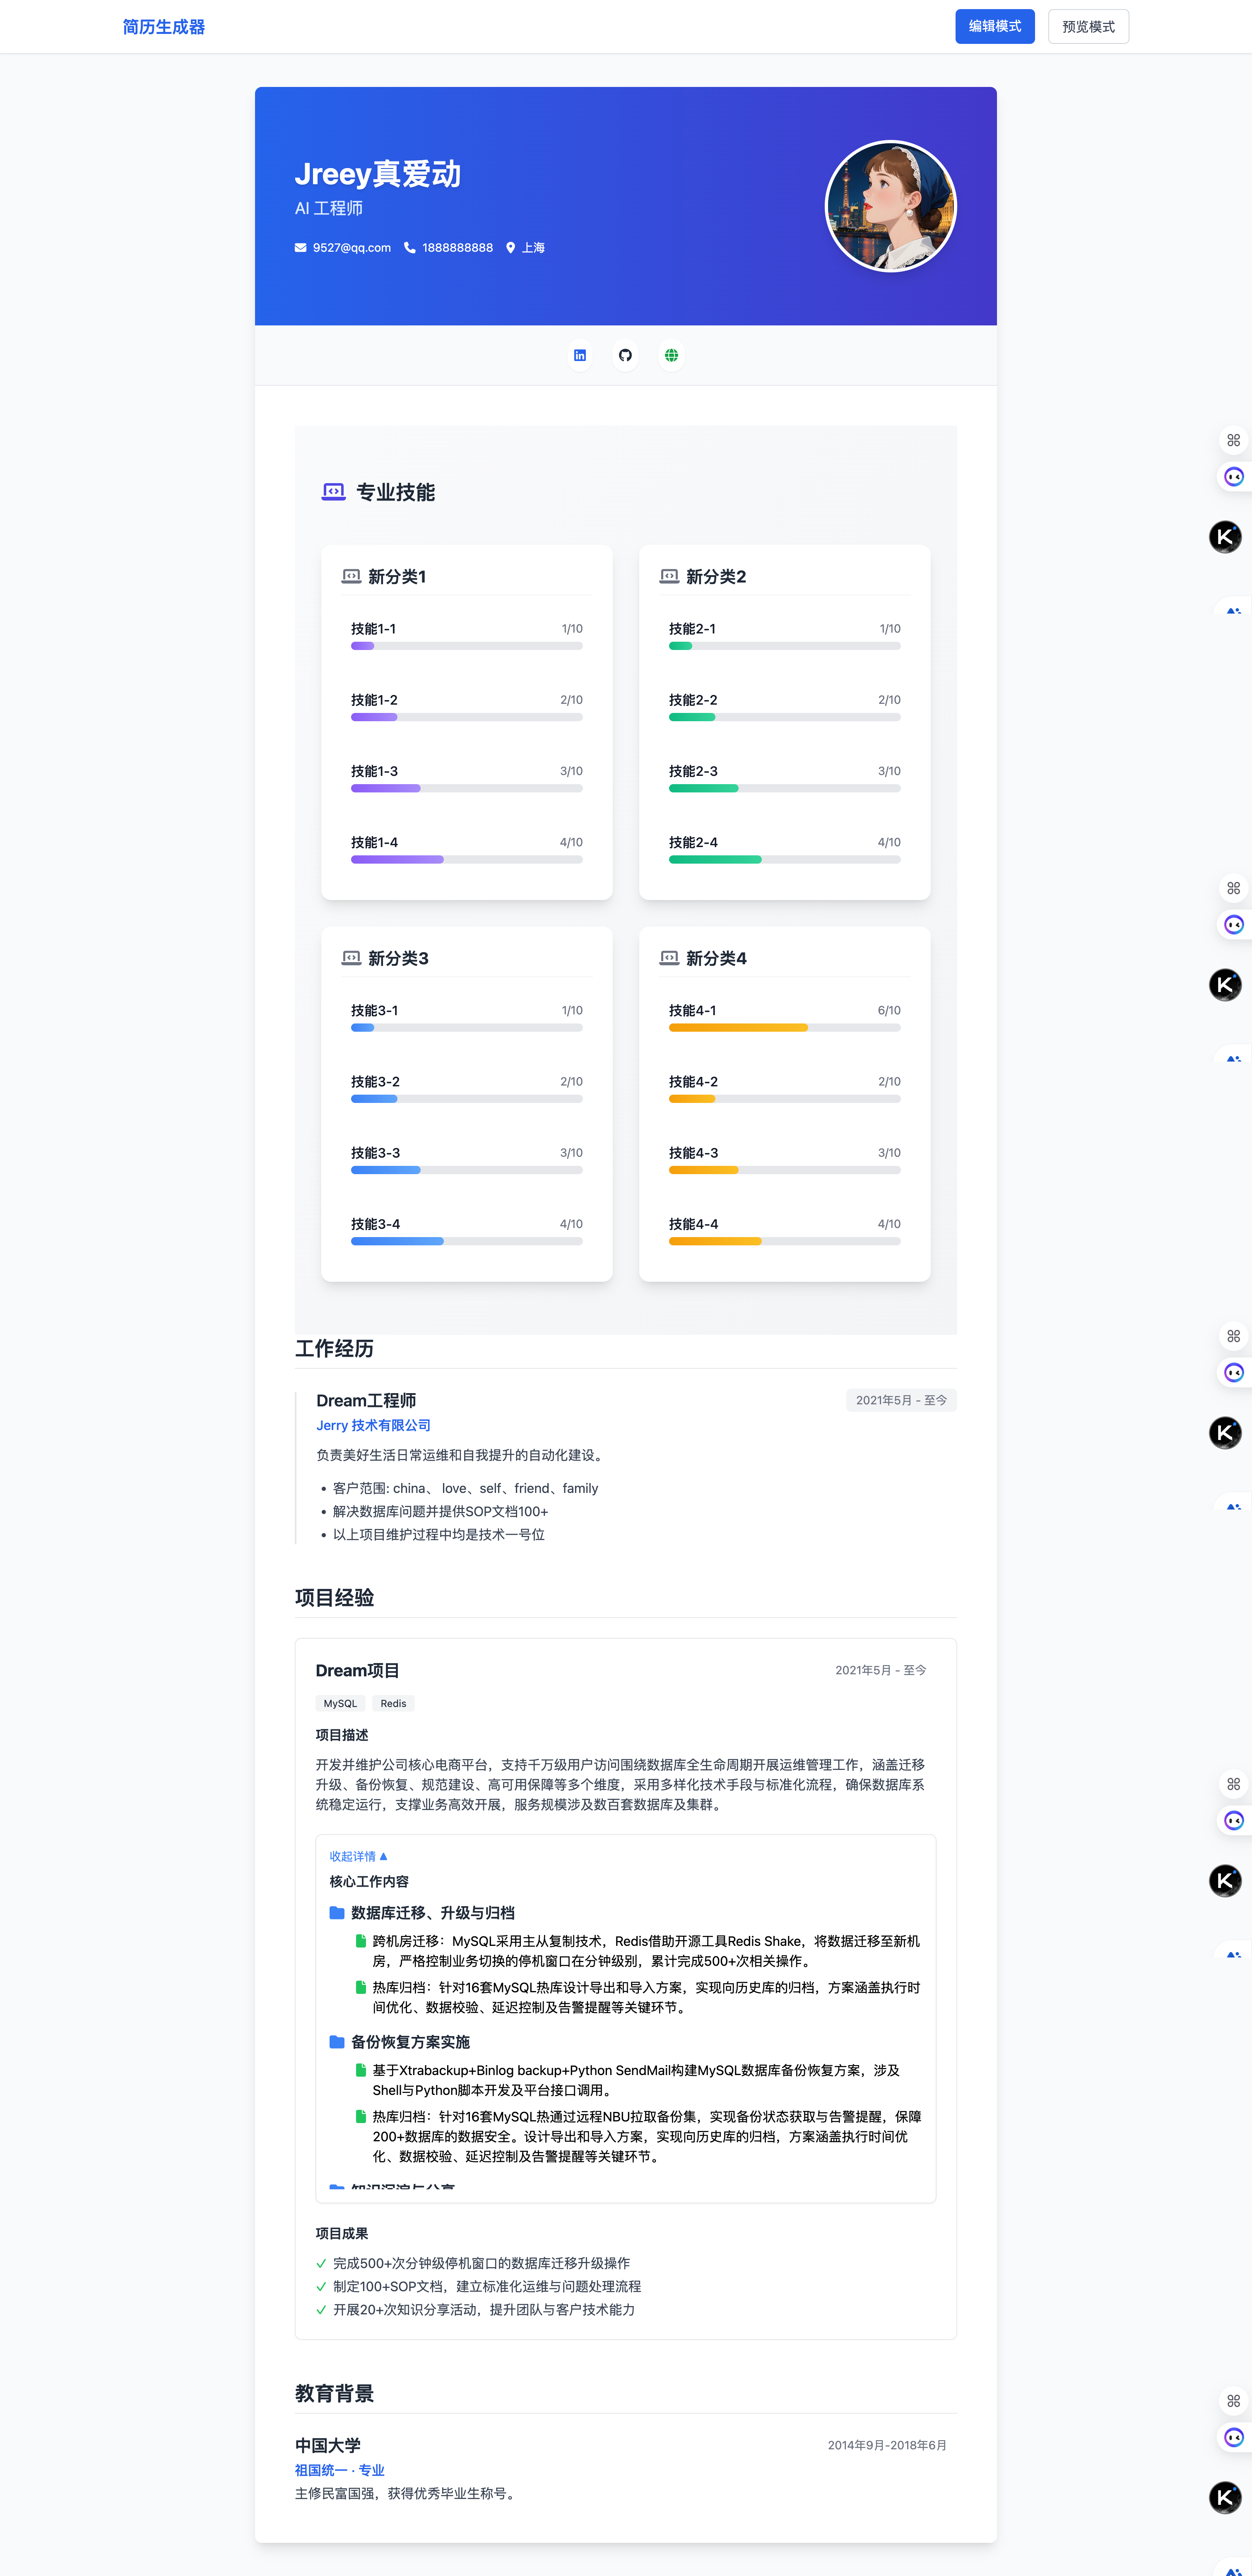 简历生成器
编辑模式
预览模式
Jreey真爱动
AI 工程师
9527@qq.com 1888888888 上海
专业技能
新分类1
技能1-1 1/10
技能1-2 2/10
技能1-3 3/10
技能1-4 4/10
新分类2
技能2-1 1/10
技能2-2 2/10
技能2-3 3/10
技能2-4 4/10
新分类3
技能3-1 1/10
技能3-2 2/10
技能3-3 3/10
技能3-4 4/10
新分类4
技能4-1 6/10
技能4-2 2/10
技能4-3 3/10
技能4-4 4/10
工作经历
Dream工程师 2021年5月 - 至今
Jerry 技术有限公司
负责美好生活日常运维和自我提升的自动化建设。
客户范围: china、 love、self、friend、family
解决数据库问题并提供SOP文档100+
以上项目维护过程中均是技术一号位
项目经验
Dream项目 2021年5月 - 至今
MySQL Redis
项目描述
开发并维护公司核心电商平台，支持千万级用户访问围绕数据库全生命周期开展运维管理工作，涵盖迁移
升级、备份恢复、规范建设、高可用保障等多个维度，采用多样化技术手段与标准化流程，确保数据库系
统稳定运行，支撑业务高效开展，服务规模涉及数百套数据库及集群。
收起详情
核心工作内容
数据库迁移、升级与归档
跨机房迁移：MySQL采用主从复制技术，Redis借助开源工具Redis Shake，将数据迁移至新机
房，严格控制业务切换的停机窗口在分钟级别，累计完成500+次相关操作。
热库归档：针对16套MySQL热库设计导出和导入方案，实现向历史库的归档，方案涵盖执行时
间优化、数据校验、延迟控制及告警提醒等关键环节。
备份恢复方案实施
基于Xtrabackup+Binlog backup+Python SendMail构建MySQL数据库备份恢复方案，涉及
Shell与Python脚本开发及平台接口调用。
热库归档：针对16套MySQL热通过远程NBU拉取备份集，实现备份状态获取与告警提醒，保障
200+数据库的数据安全。设计导出和导入方案，实现向历史库的归档，方案涵盖执行时间优
化、数据校验、延迟控制及告警提醒等关键环节。
项目成果
完成500+次分钟级停机窗口的数据库迁移升级操作
制定100+SOP文档，建立标准化运维与问题处理流程
开展20+次知识分享活动，提升团队与客户技术能力
教育背景
中国大学 2014年9月-2018年6月
祖国统一 · 专业
主修民富国强，获得优秀毕业生称号。